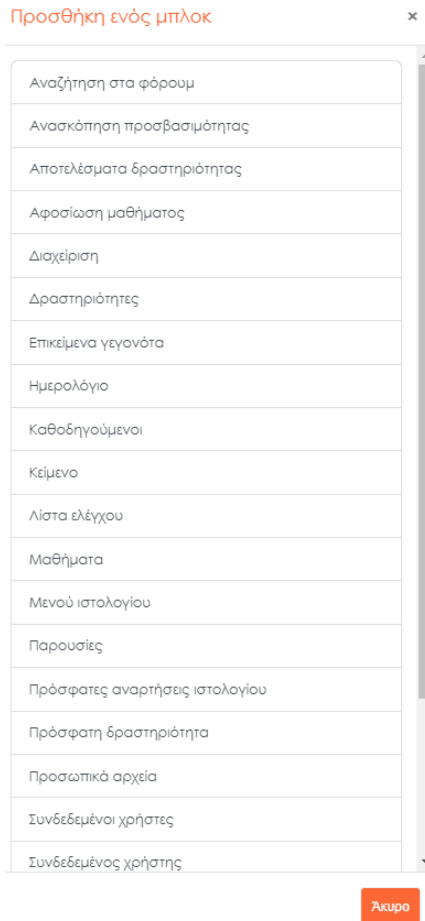 Προσθήκη ενός μπλοκ
×
Αναζήτηση στα φόρουμ
Ανασκόπηση προσβασιμότητας
Αποτελέσματα δραστηριότητας
Αφοσίωση μαθήματος
Διαχείριση
Δραστηριότητες
Επικείμενα γεγονότα
Ημερολόγιο
Καθοδηγούμενοι
Κείμενο
Λίστα ελέγχου
Μαθήματα
Μενού ιστολογίου
Παρουσίες
Πρόσφατες αναρτήσεις ιστολογίου
Πρόσφατη δραστηριότητα
Προσωπικά αρχεία
Συνδεδεμένοι χρήστες
Συνδεδεμένος χρήστης
Άκυρο